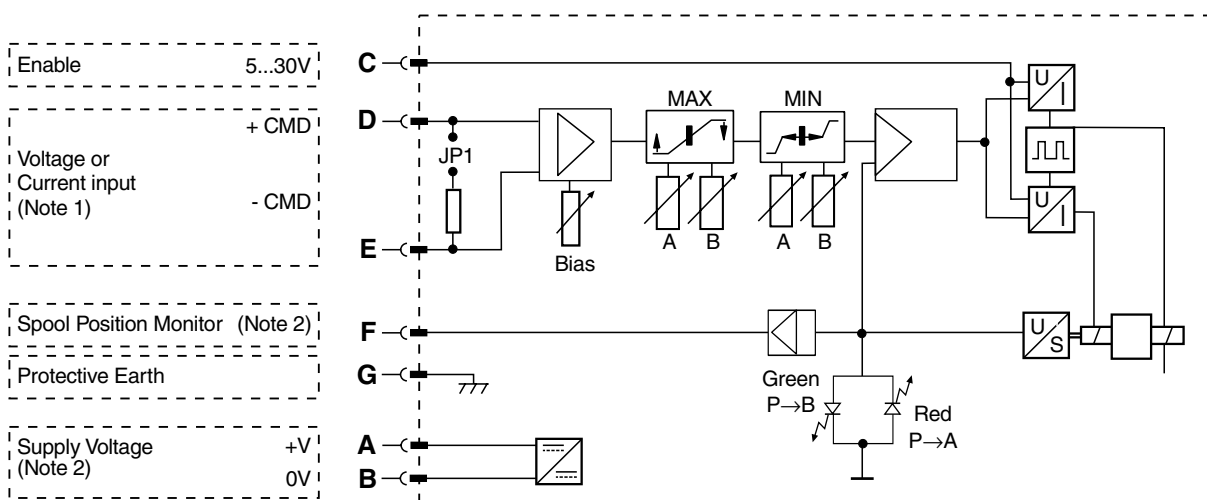 Enable 5...30V
C
Voltage or
Current input
(Note 1)
+ CMD
- CMD
D
E
JP1
Bias
MAX
A B
MIN
A B
U
I
U
I
Spool Position Monitor (Note 2)
F
U
S
Protective Earth
G
Green
P→B
Red
P→A
Supply Voltage
(Note 2)
+V
0V
A
B